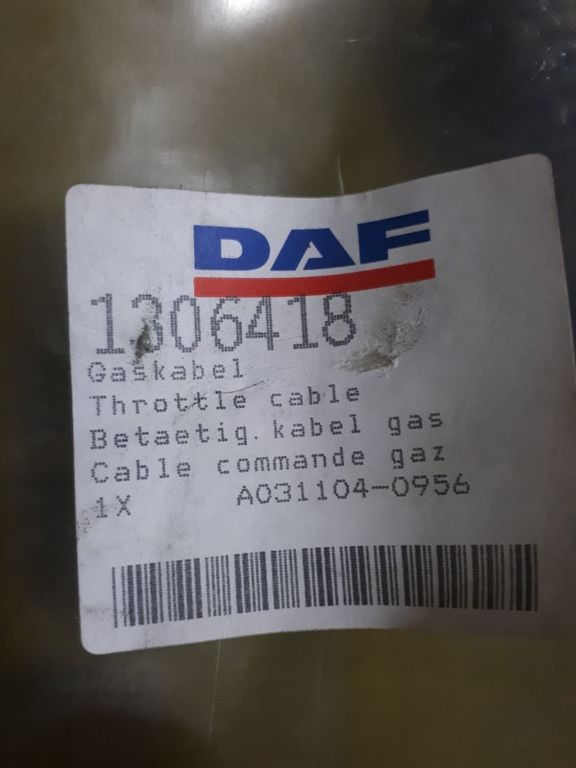 DAF
1306418
Gaskabel
Throttle cable
Betaetig. kabel gas
Cable commande gaz
1X A031104-0956